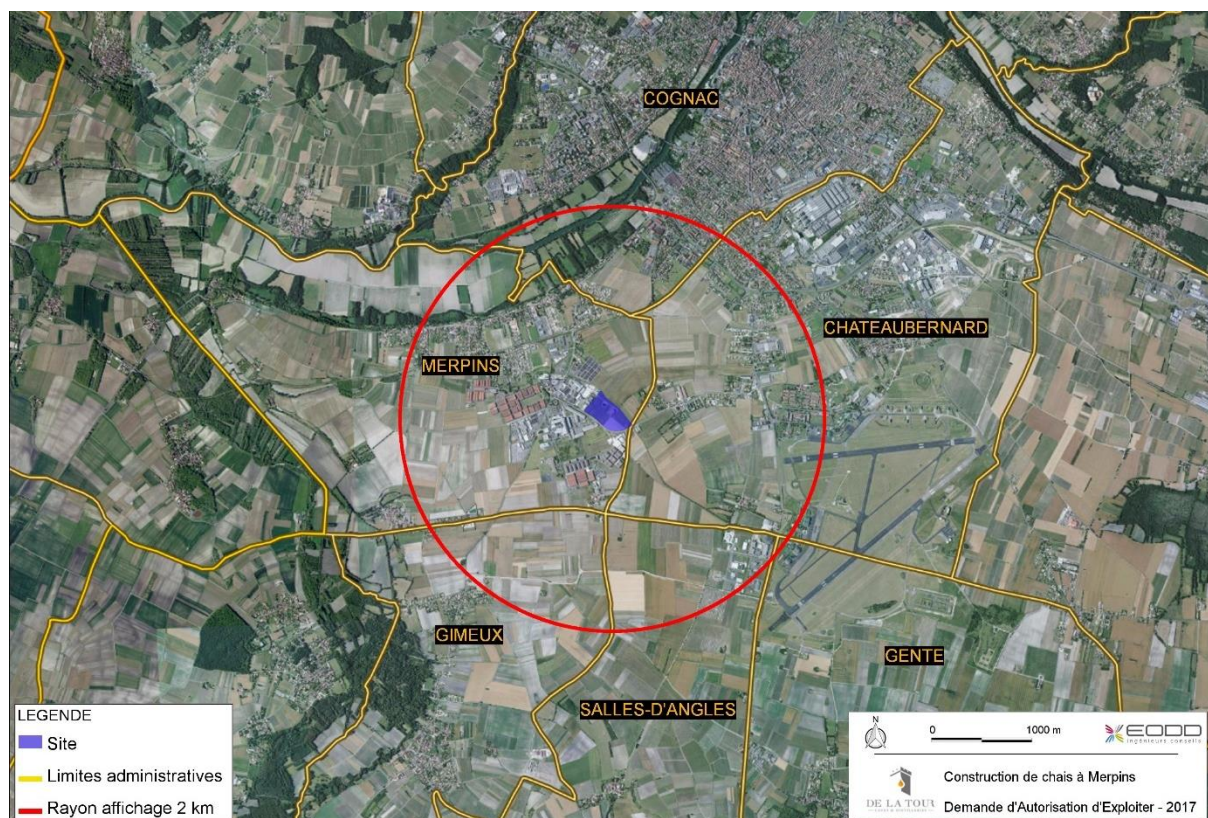 COGNAC
CHATEAUBERNARD
MERPINS
GIMEUX
GENTE
SALLES-D'ANGLES
LEGENDE
Site
Limites administratives
Rayon affichage 2 km
N
0 1000 m
EODD
ingénieurs conseils
DE LA TOUR
Construction de chais à Merpins
Demande d'Autorisation d'Exploiter - 2017